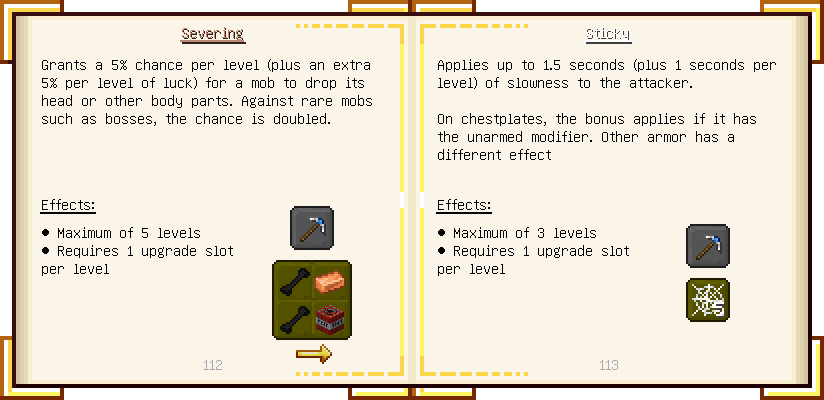 Severing
Grants a 5% chance per level (plus an extra
5% per level of luck) for a mob to drop its
head or other body parts. Against rare mobs
such as bosses, the chance is doubled.
Effects:
● Maximum of 5 levels
● Requires 1 upgrade slot
per level
112
Sticky
Applies up to 1.5 seconds (plus 1 seconds per
level) of slowness to the attacker.
On chestplates, the bonus applies if it has
the unarmed modifier. Other armor has a
different effect
Effects:
● Maximum of 3 levels
● Requires 1 upgrade slot
per level
5
113